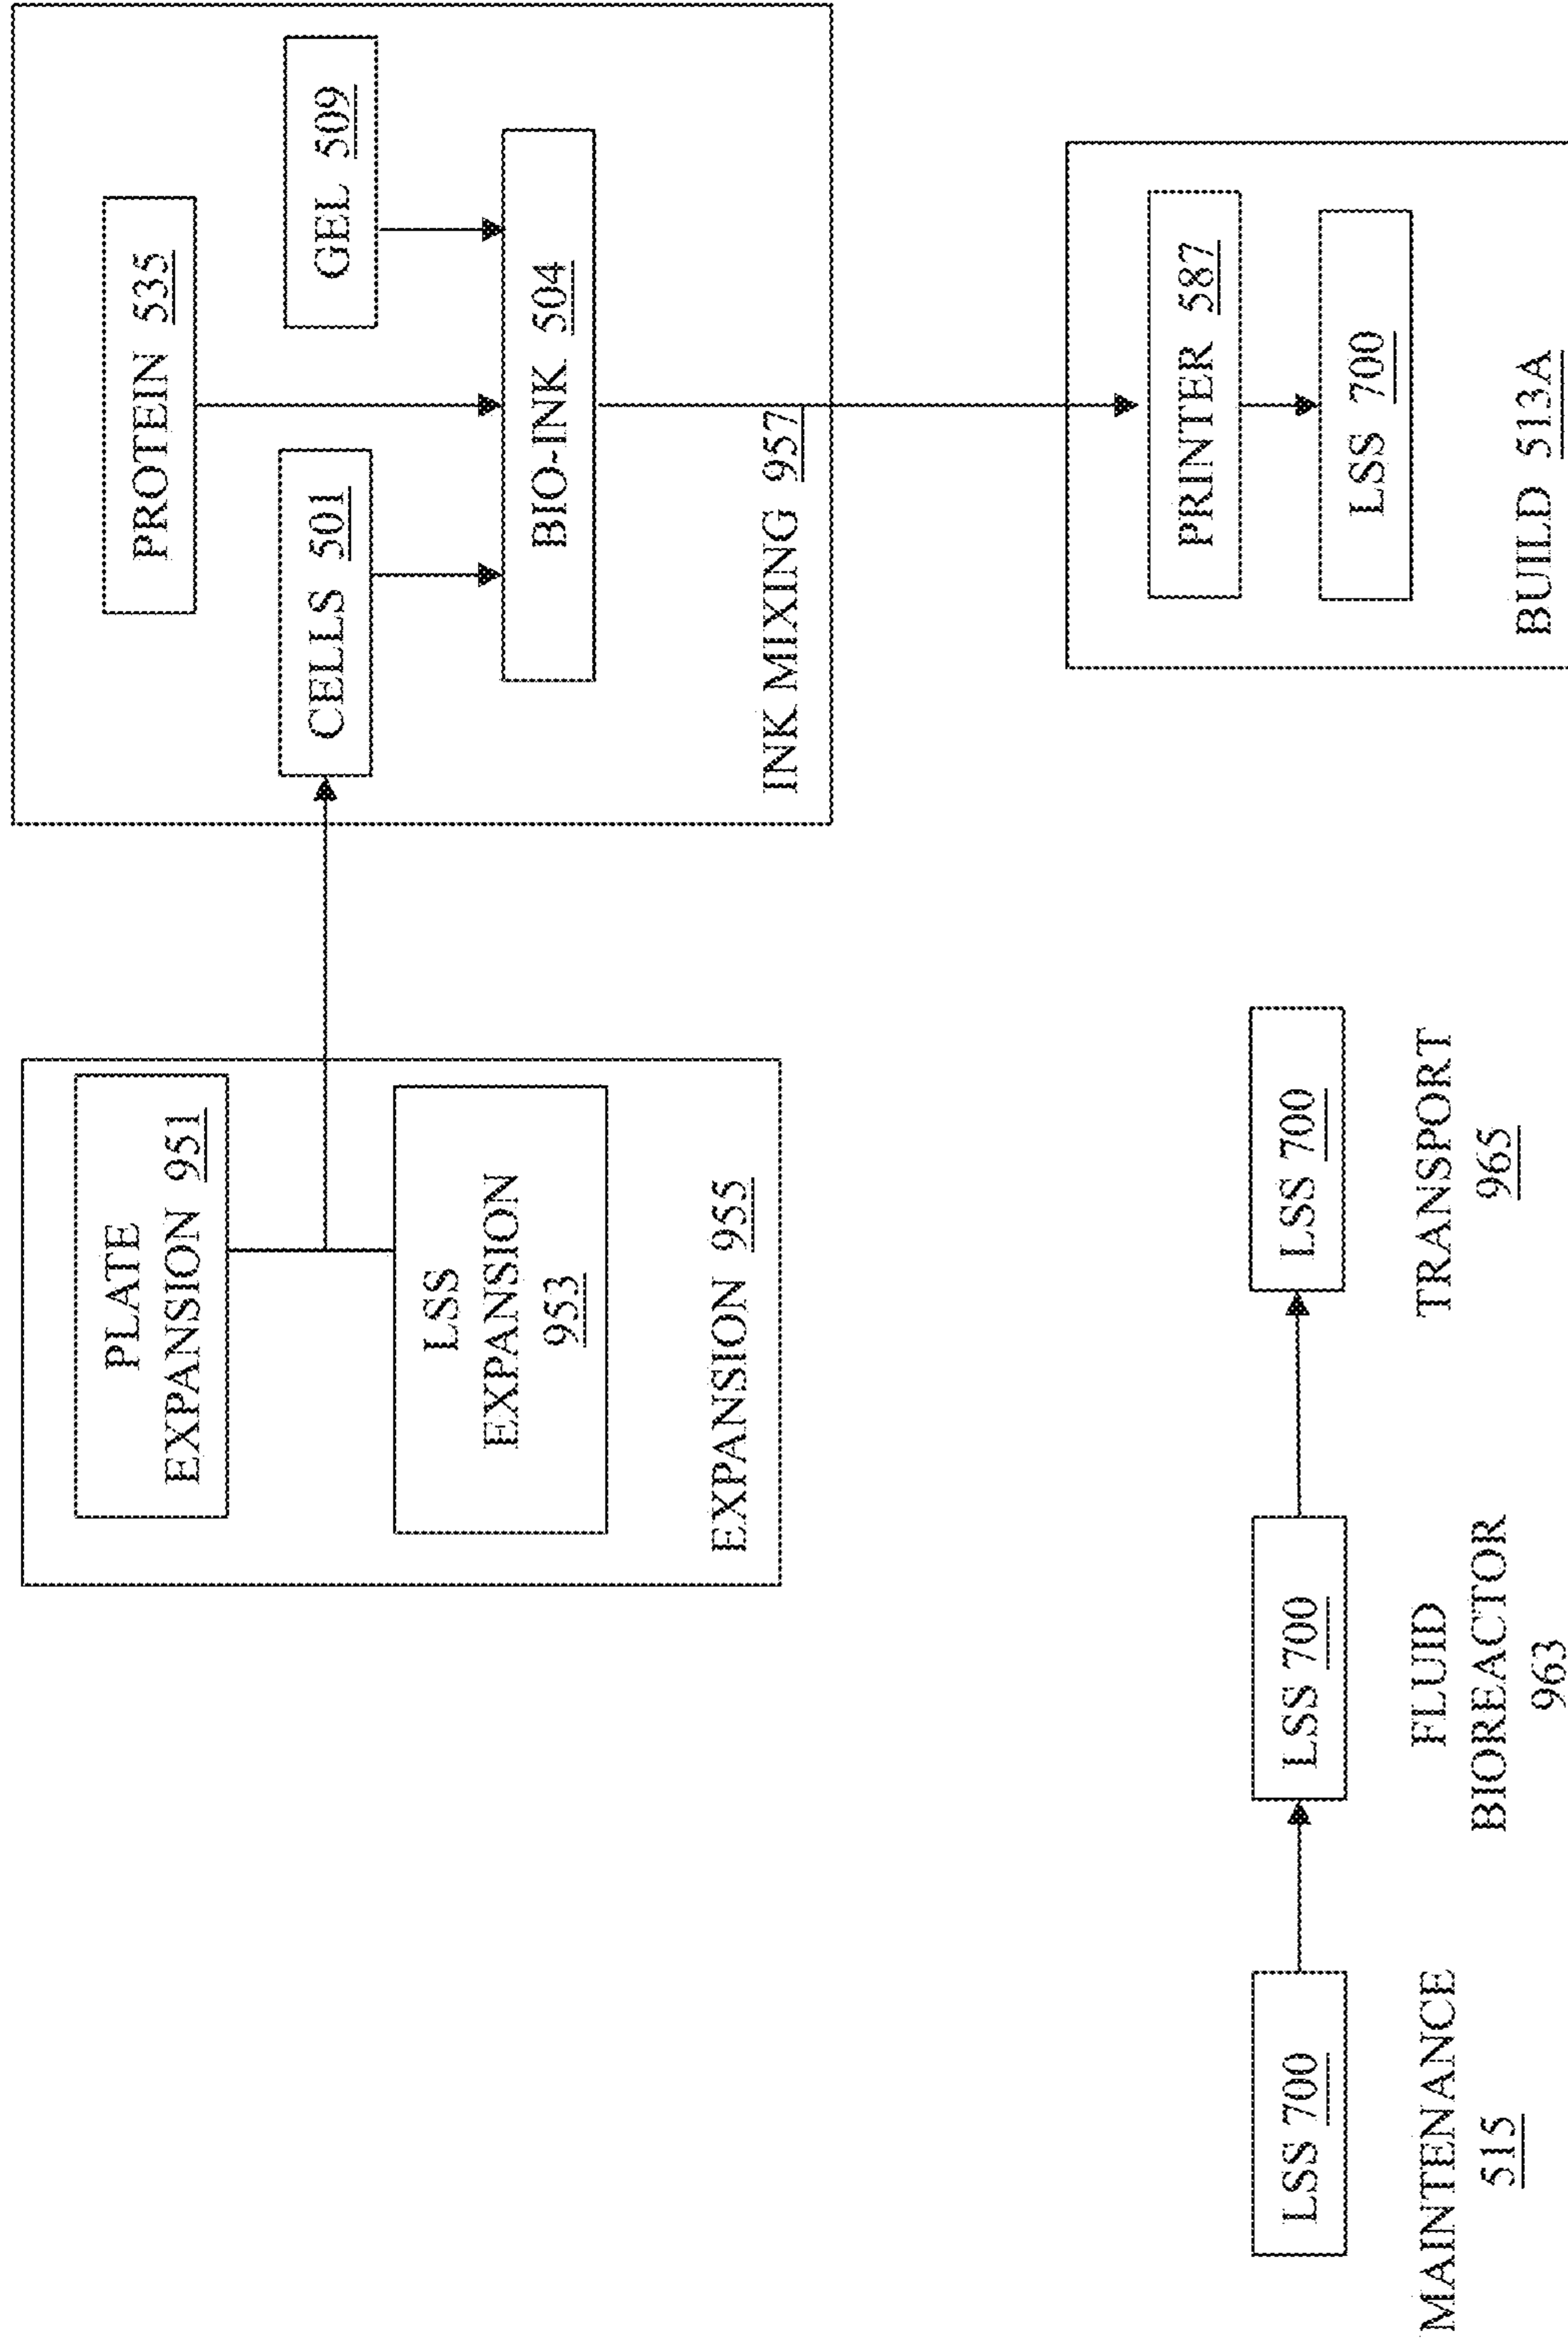 PLATE
EXPANSION 951
LSS
EXPANSION
953
EXPANSION 955
PROTEIN 535
CELLS 501
GEL 509
BIO-INK 504
INK MIXING 957
LSS 700
MAINTENANCE
515
LSS 700
FLUID
BIOREACTOR
963
LSS 700
TRANSPORT
965
PRINTER 587
LSS 700
BUILD 513A